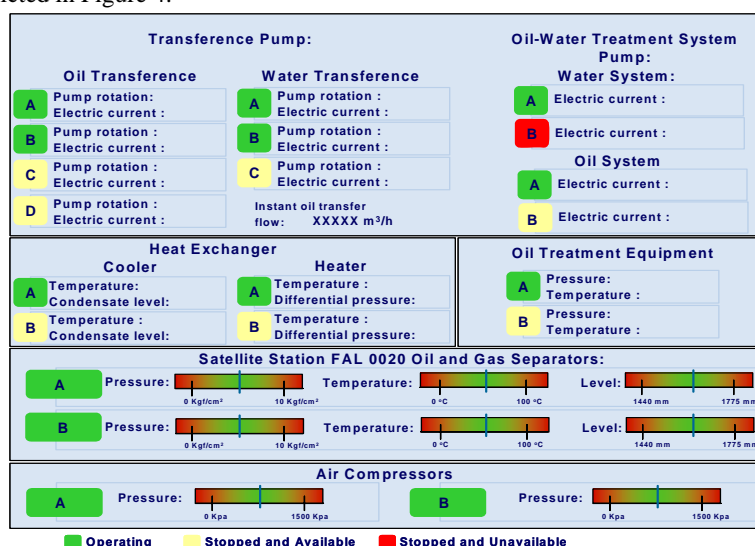 Transference Pump:
Oil Transference
A Pump rotation:
Electric current :
B Pump rotation :
Electric current :
C Pump rotation :
Electric current :
D Pump rotation :
Electric current :
Water Transference
A Pump rotation :
Electric current :
B Pump rotation :
Electric current :
C Pump rotation :
Electric current :
Instant oil transfer
flow: XXXXX m³/h
Oil-Water Treatment System
Pump:
Water System:
A Electric current :
B Electric current :
Oil System
A Electric current :
B Electric current :
Heat Exchanger
Cooler
A Temperature:
Condensate level:
B Temperature :
Condensate level:
Heater
A Temperature :
Differential pressure:
B Temperature :
Differential pressure:
Oil Treatment Equipment
A Pressure:
Temperature :
B Pressure:
Temperature :
Satellite Station FAL 0020 Oil and Gas Separators:
A Pressure: Temperature: Level:
0 Kgf/cm² 10 Kgf/cm² 0 ºC 100 ºC 1440 mm 1775 mm
B Pressure: Temperature: Level:
0 Kgf/cm² 10 Kgf/cm² 0 ºC 100 ºC 1440 mm 1775 mm
Air Compressors
A Pressure: B Pressure:
0 Kpa 1500 Kpa 0 Kpa 1500 Kpa
Operating Stopped and Available Stopped and Unavailable